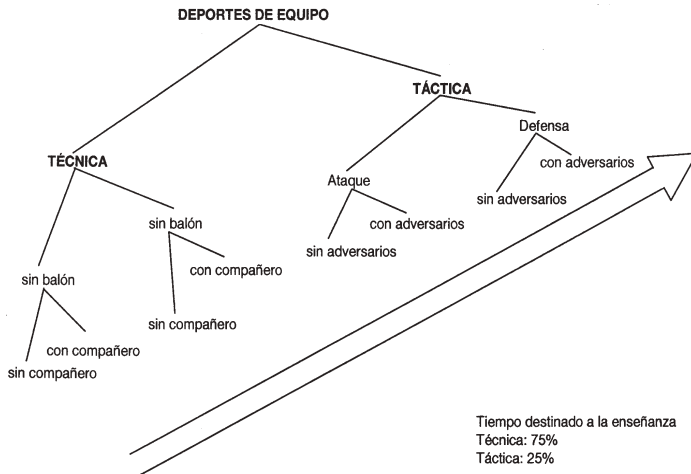 DEPORTES DE EQUIPO
TÁCTICA
Defensa
con adversarios
sin adversarios
Ataque
con adversarios
sin adversarios
TÉCNICA
sin balón
con compañero
sin compañero
sin balón
con compañero
sin compañero
Tiempo destinado a la enseñanza
Técnica: 75%
Táctica: 25%